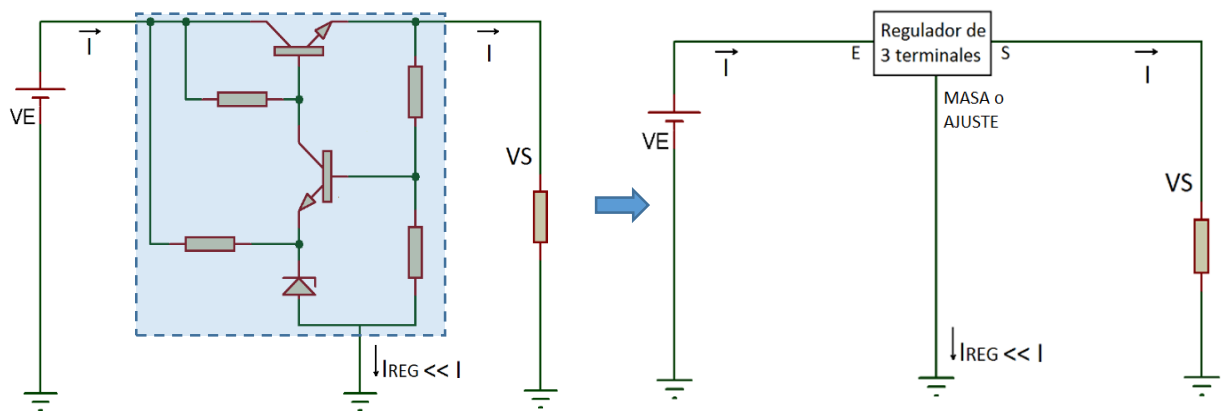 I
I
VE
VS
IREG << I
Regulador de
3 terminales
E
S
I
I
MASA o
AJUSTE
VE
VS
IREG << I